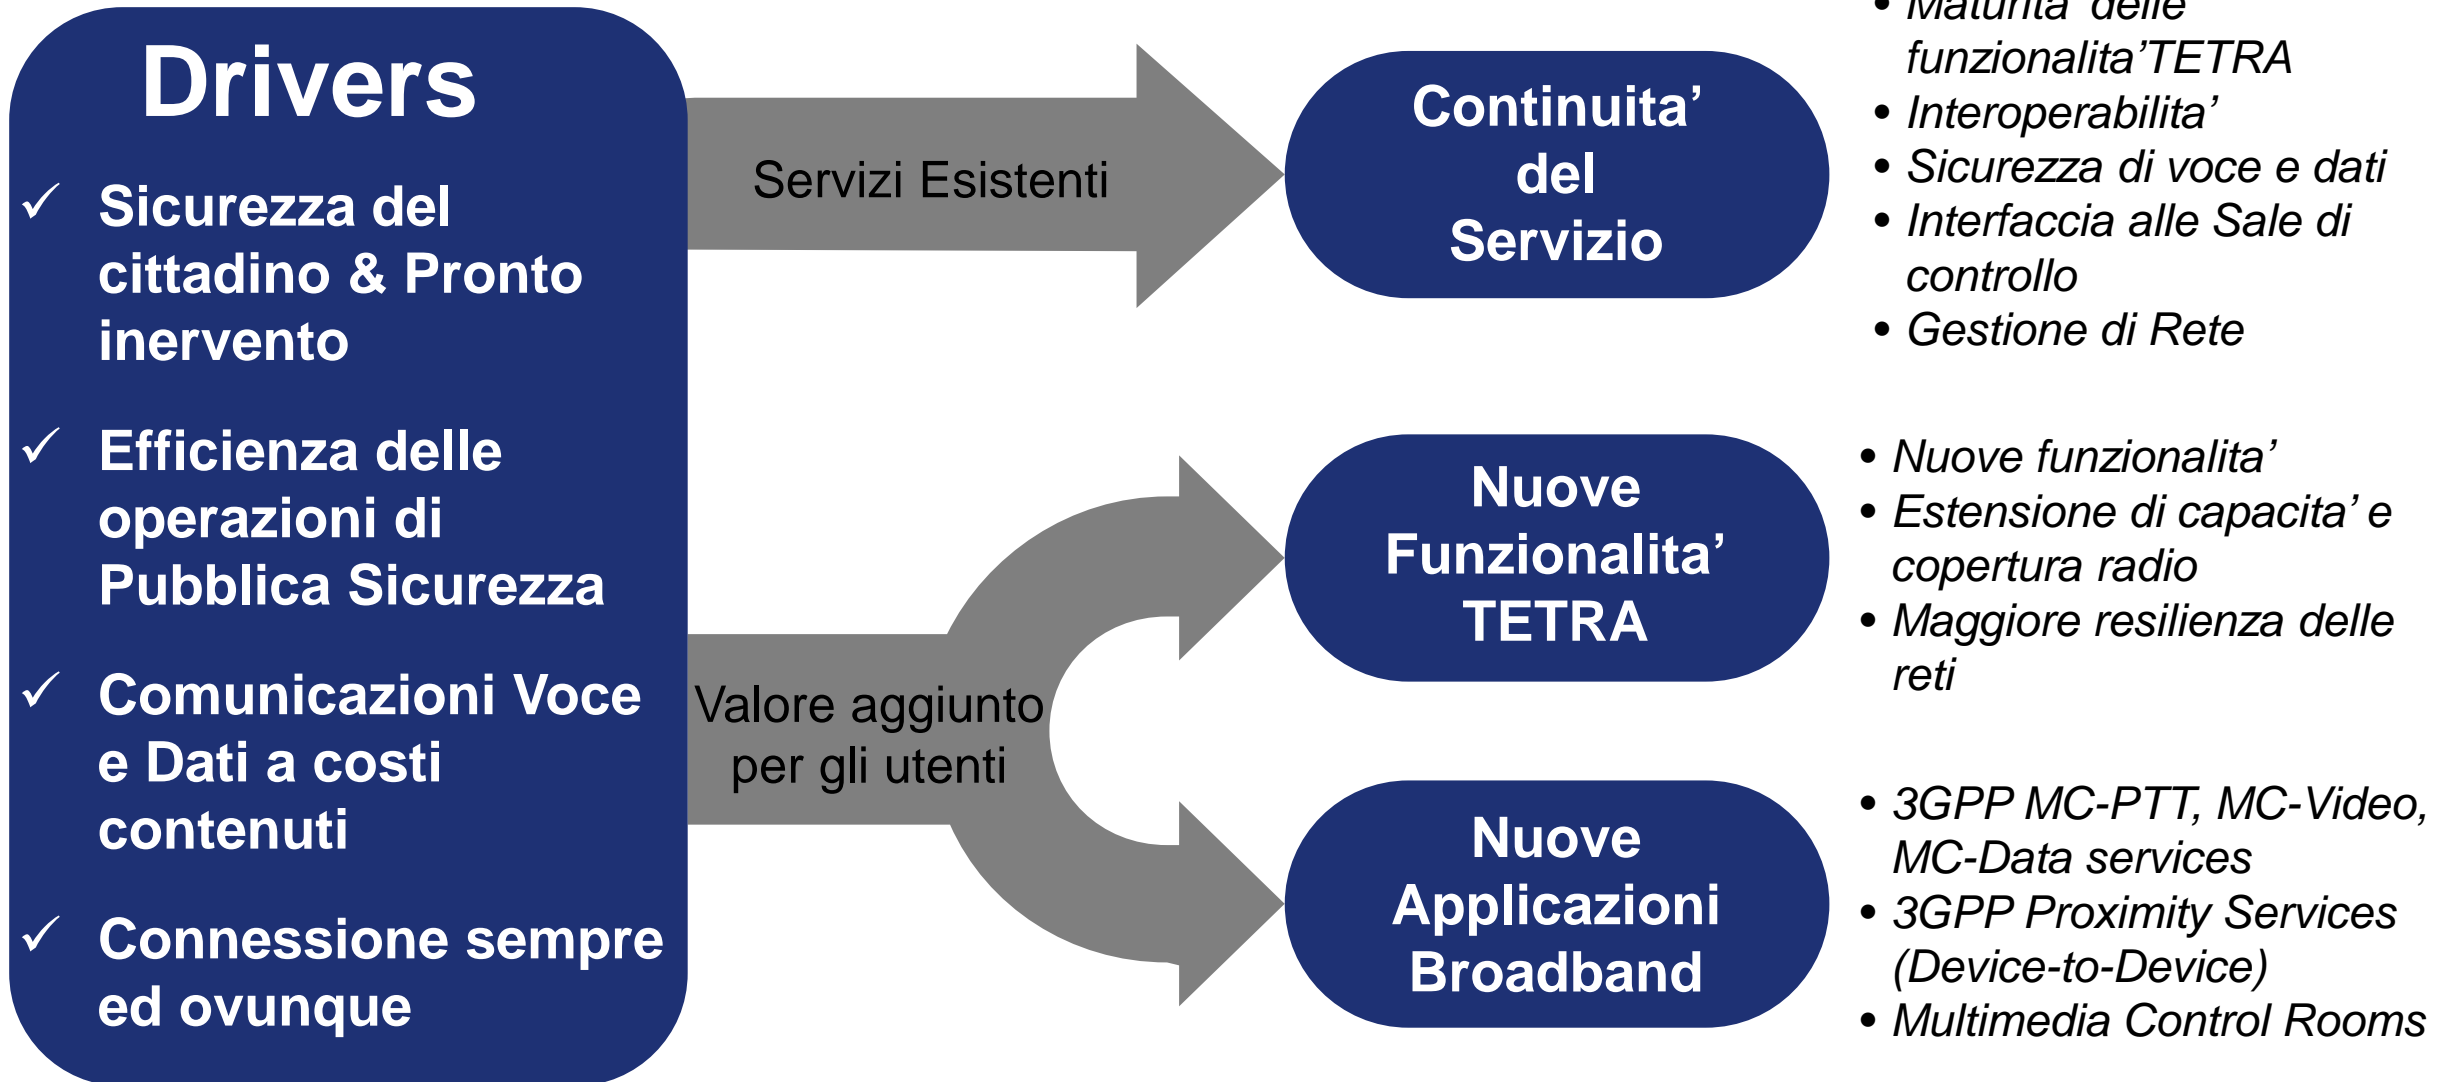 Drivers
✓ Sicurezza del
cittadino & Pronto
inervento
✓ Efficienza delle
operazioni di
Pubblica Sicurezza
✓ Comunicazioni Voce
e Dati a costi
contenuti
✓ Connessione sempre
ed ovunque
Servizi Esistenti
Valore aggiunto
per gli utenti
Continuita’
del
Servizio
• Maturita’ delle
funzionalita’TETRA
• Interoperabilita’
• Sicurezza di voce e dati
• Interfaccia alle Sale di
controllo
• Gestione di Rete
Nuove
Funzionalita’
TETRA
• Nuove funzionalita’
• Estensione di capacita’ e
copertura radio
• Maggiore resilienza delle
reti
Nuove
Applicazioni
Broadband
• 3GPP MC-PTT, MC-Video,
MC-Data services
• 3GPP Proximity Services
(Device-to-Device)
• Multimedia Control Rooms